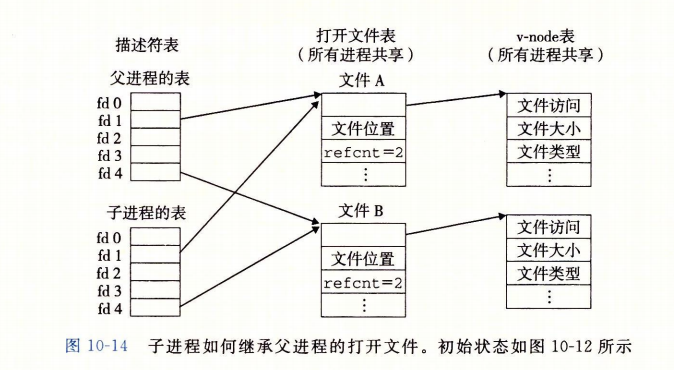 描述符表
打开文件表
（所有进程共享）
v-node表
（所有进程共享）
父进程的表
fd 0
fd 1
fd 2
fd 3
fd 4
文件 A
文件位置
refcnt=2
⋮
文件访问
文件大小
文件类型
⋮
子进程的表
fd 0
fd 1
fd 2
fd 3
fd 4
文件 B
文件位置
refcnt=2
⋮
文件访问
文件大小
文件类型
⋮
图 10-14 子进程如何继承父进程的打开文件。初始状态如图 10-12 所示